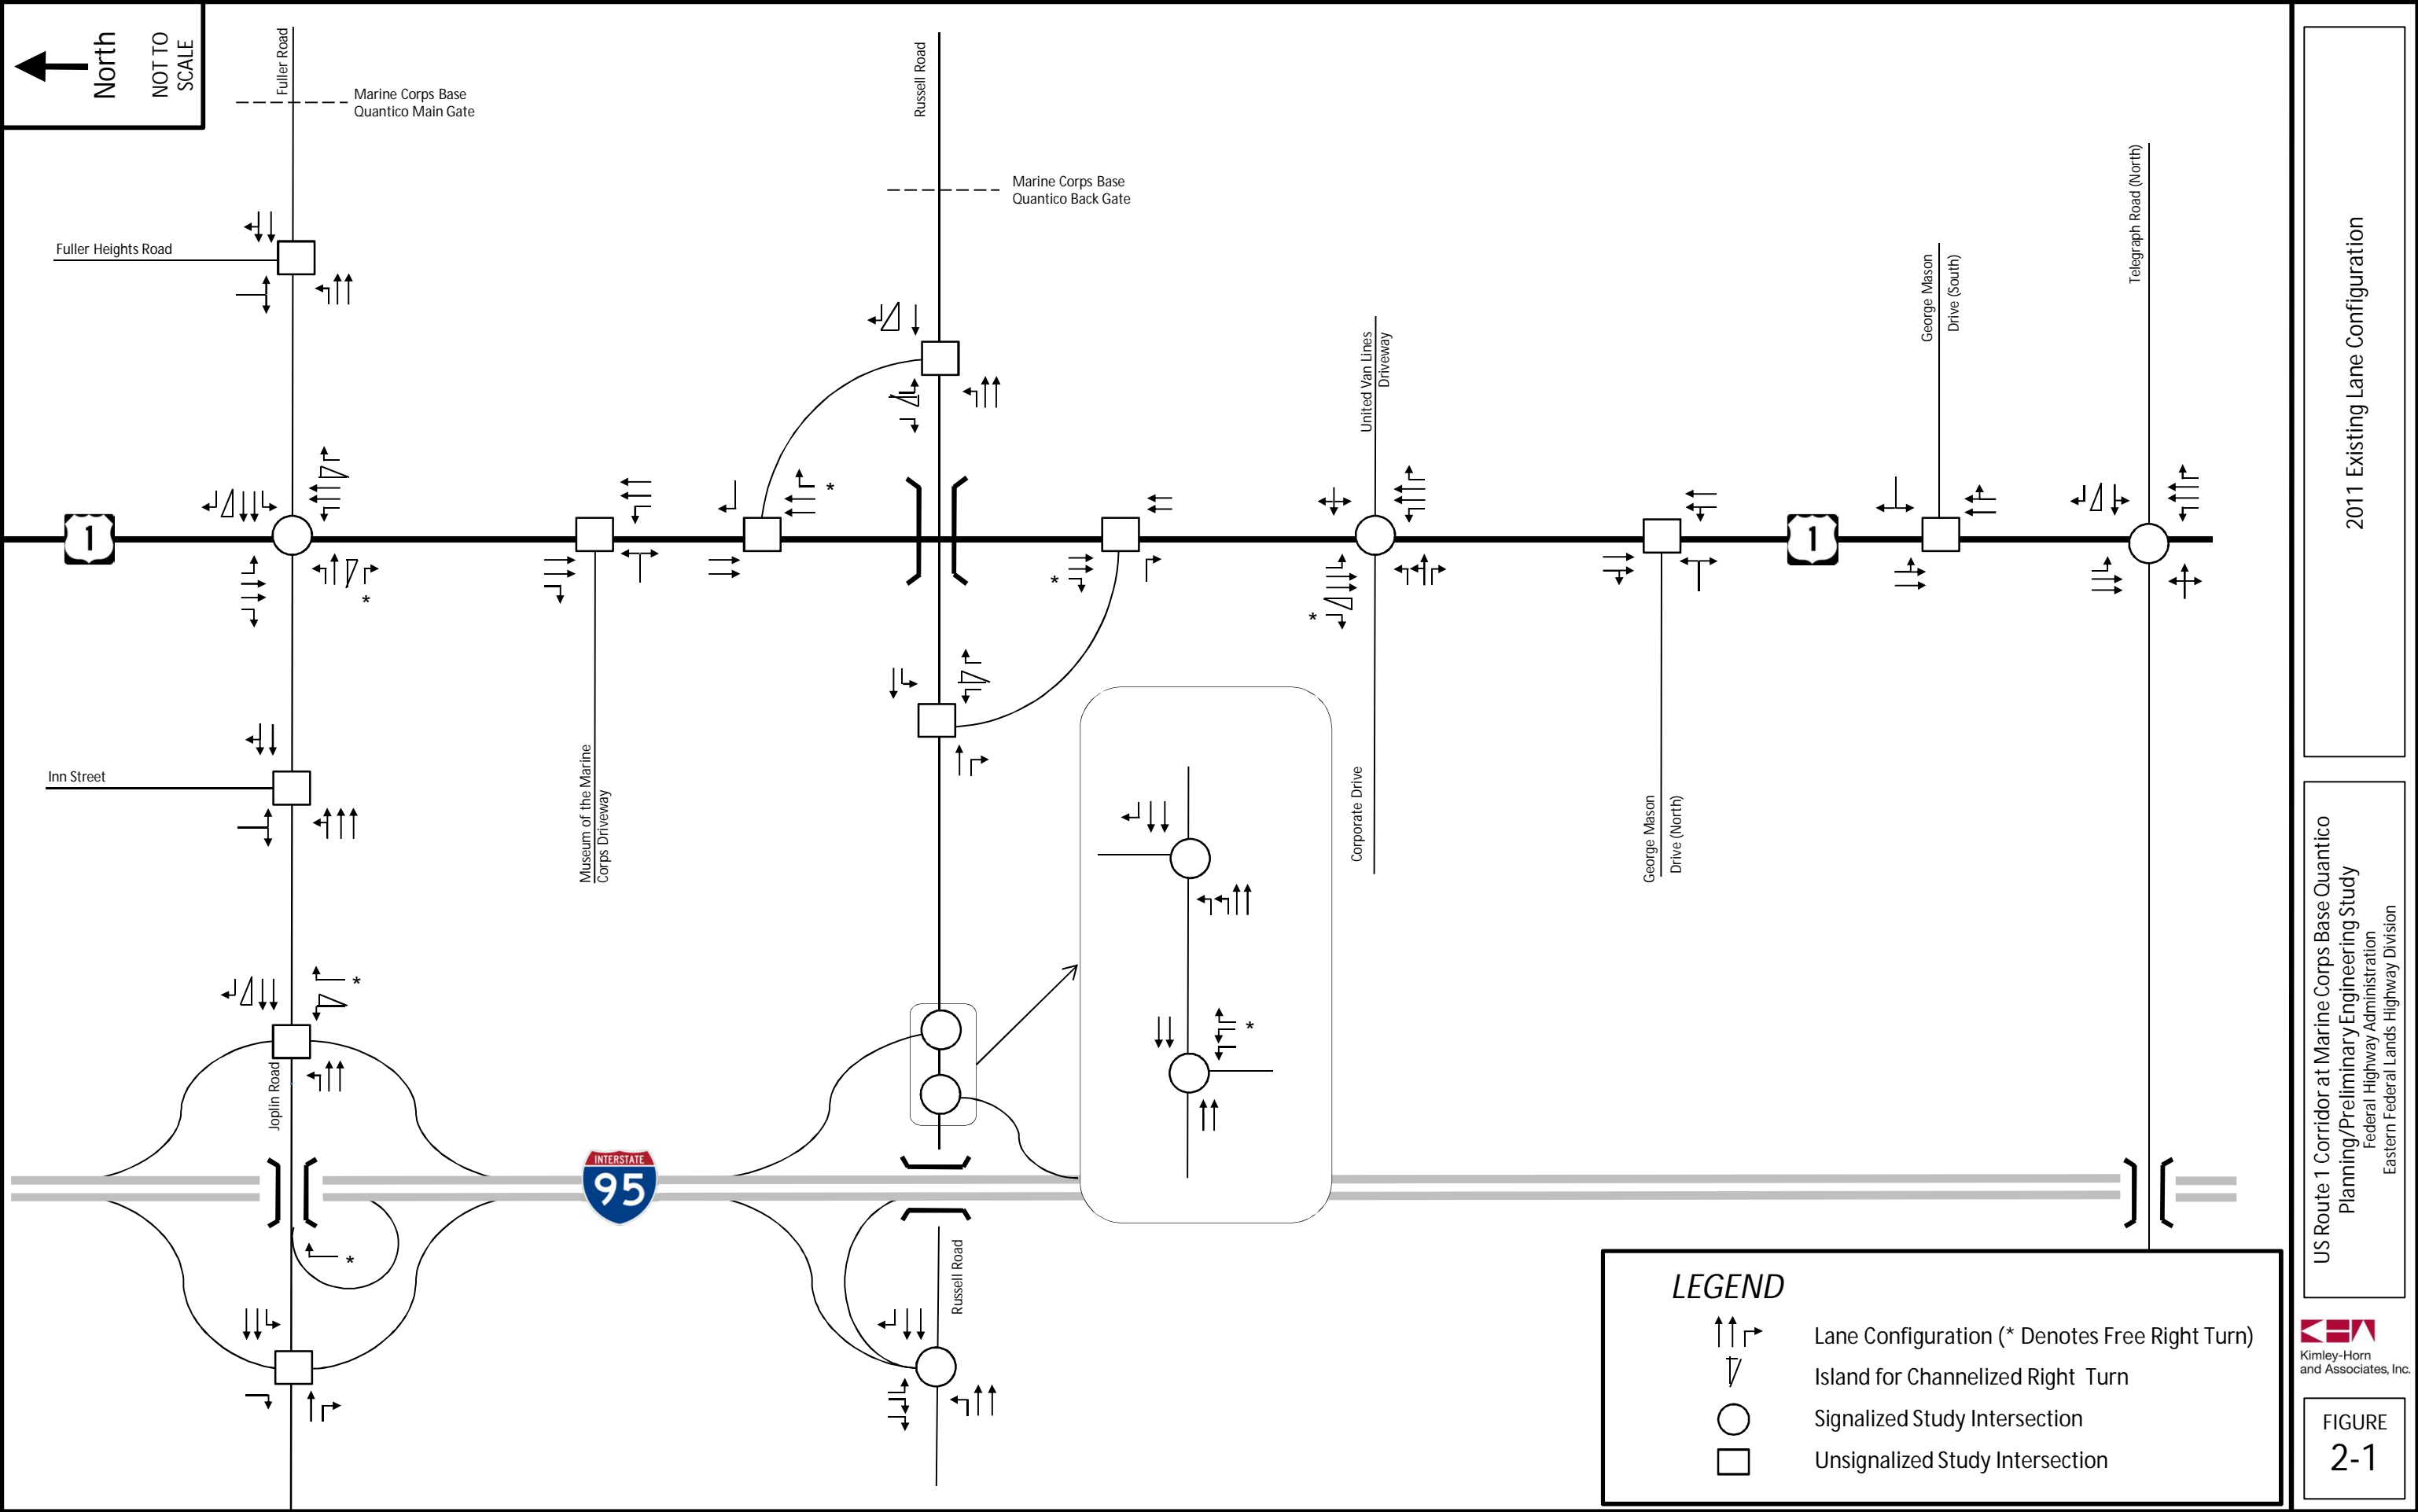 North
NOT TO
SCALE
Fuller Road
Marine Corps Base
Quantico Main Gate
Fuller Heights Road
Russell Road
Marine Corps Base
Quantico Back Gate
United Van Lines
Driveway
George Mason
Drive (South)
Telegraph Road (North)
*
*
*
*
1
1
Inn Street
Museum of the Marine
Corps Driveway
Corporate Drive
George Mason
Drive (North)
*
*
Joplin Road
INTERSTATE
95
*
Russell Road
LEGEND
Lane Configuration (* Denotes Free Right Turn)
Island for Channelized Right Turn
Signalized Study Intersection
Unsignalized Study Intersection
2011 Existing Lane Configuration
US Route 1 Corridor at Marine Corps Base Quantico
Planning/Preliminary Engineering Study
Federal Highway Administration
Eastern Federal Lands Highway Division
Kimley-Horn
and Associates, Inc.
FIGURE
2-1